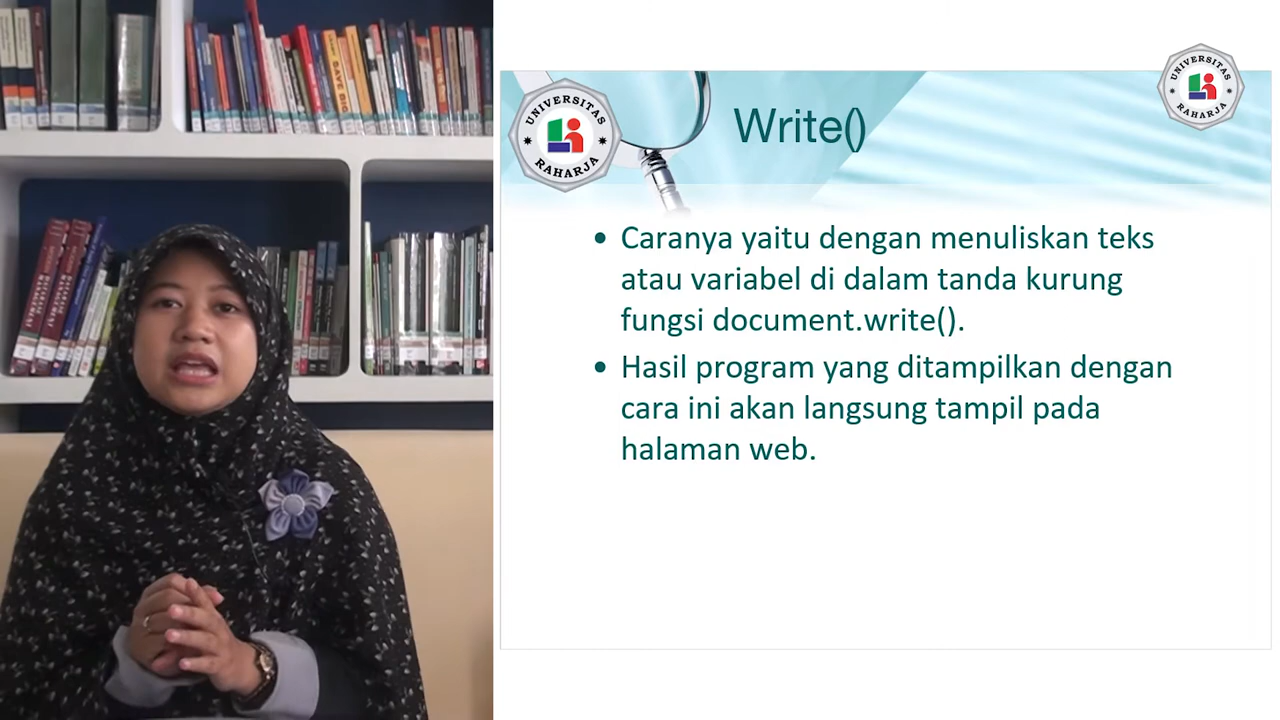 UNIVERSITAS
RAHARJA
UNIVERSITAS
RAHARJA
Write()
• Caranya yaitu dengan menuliskan teks
atau variabel di dalam tanda kurung
fungsi document.write().
• Hasil program yang ditampilkan dengan
cara ini akan langsung tampil pada
halaman web.